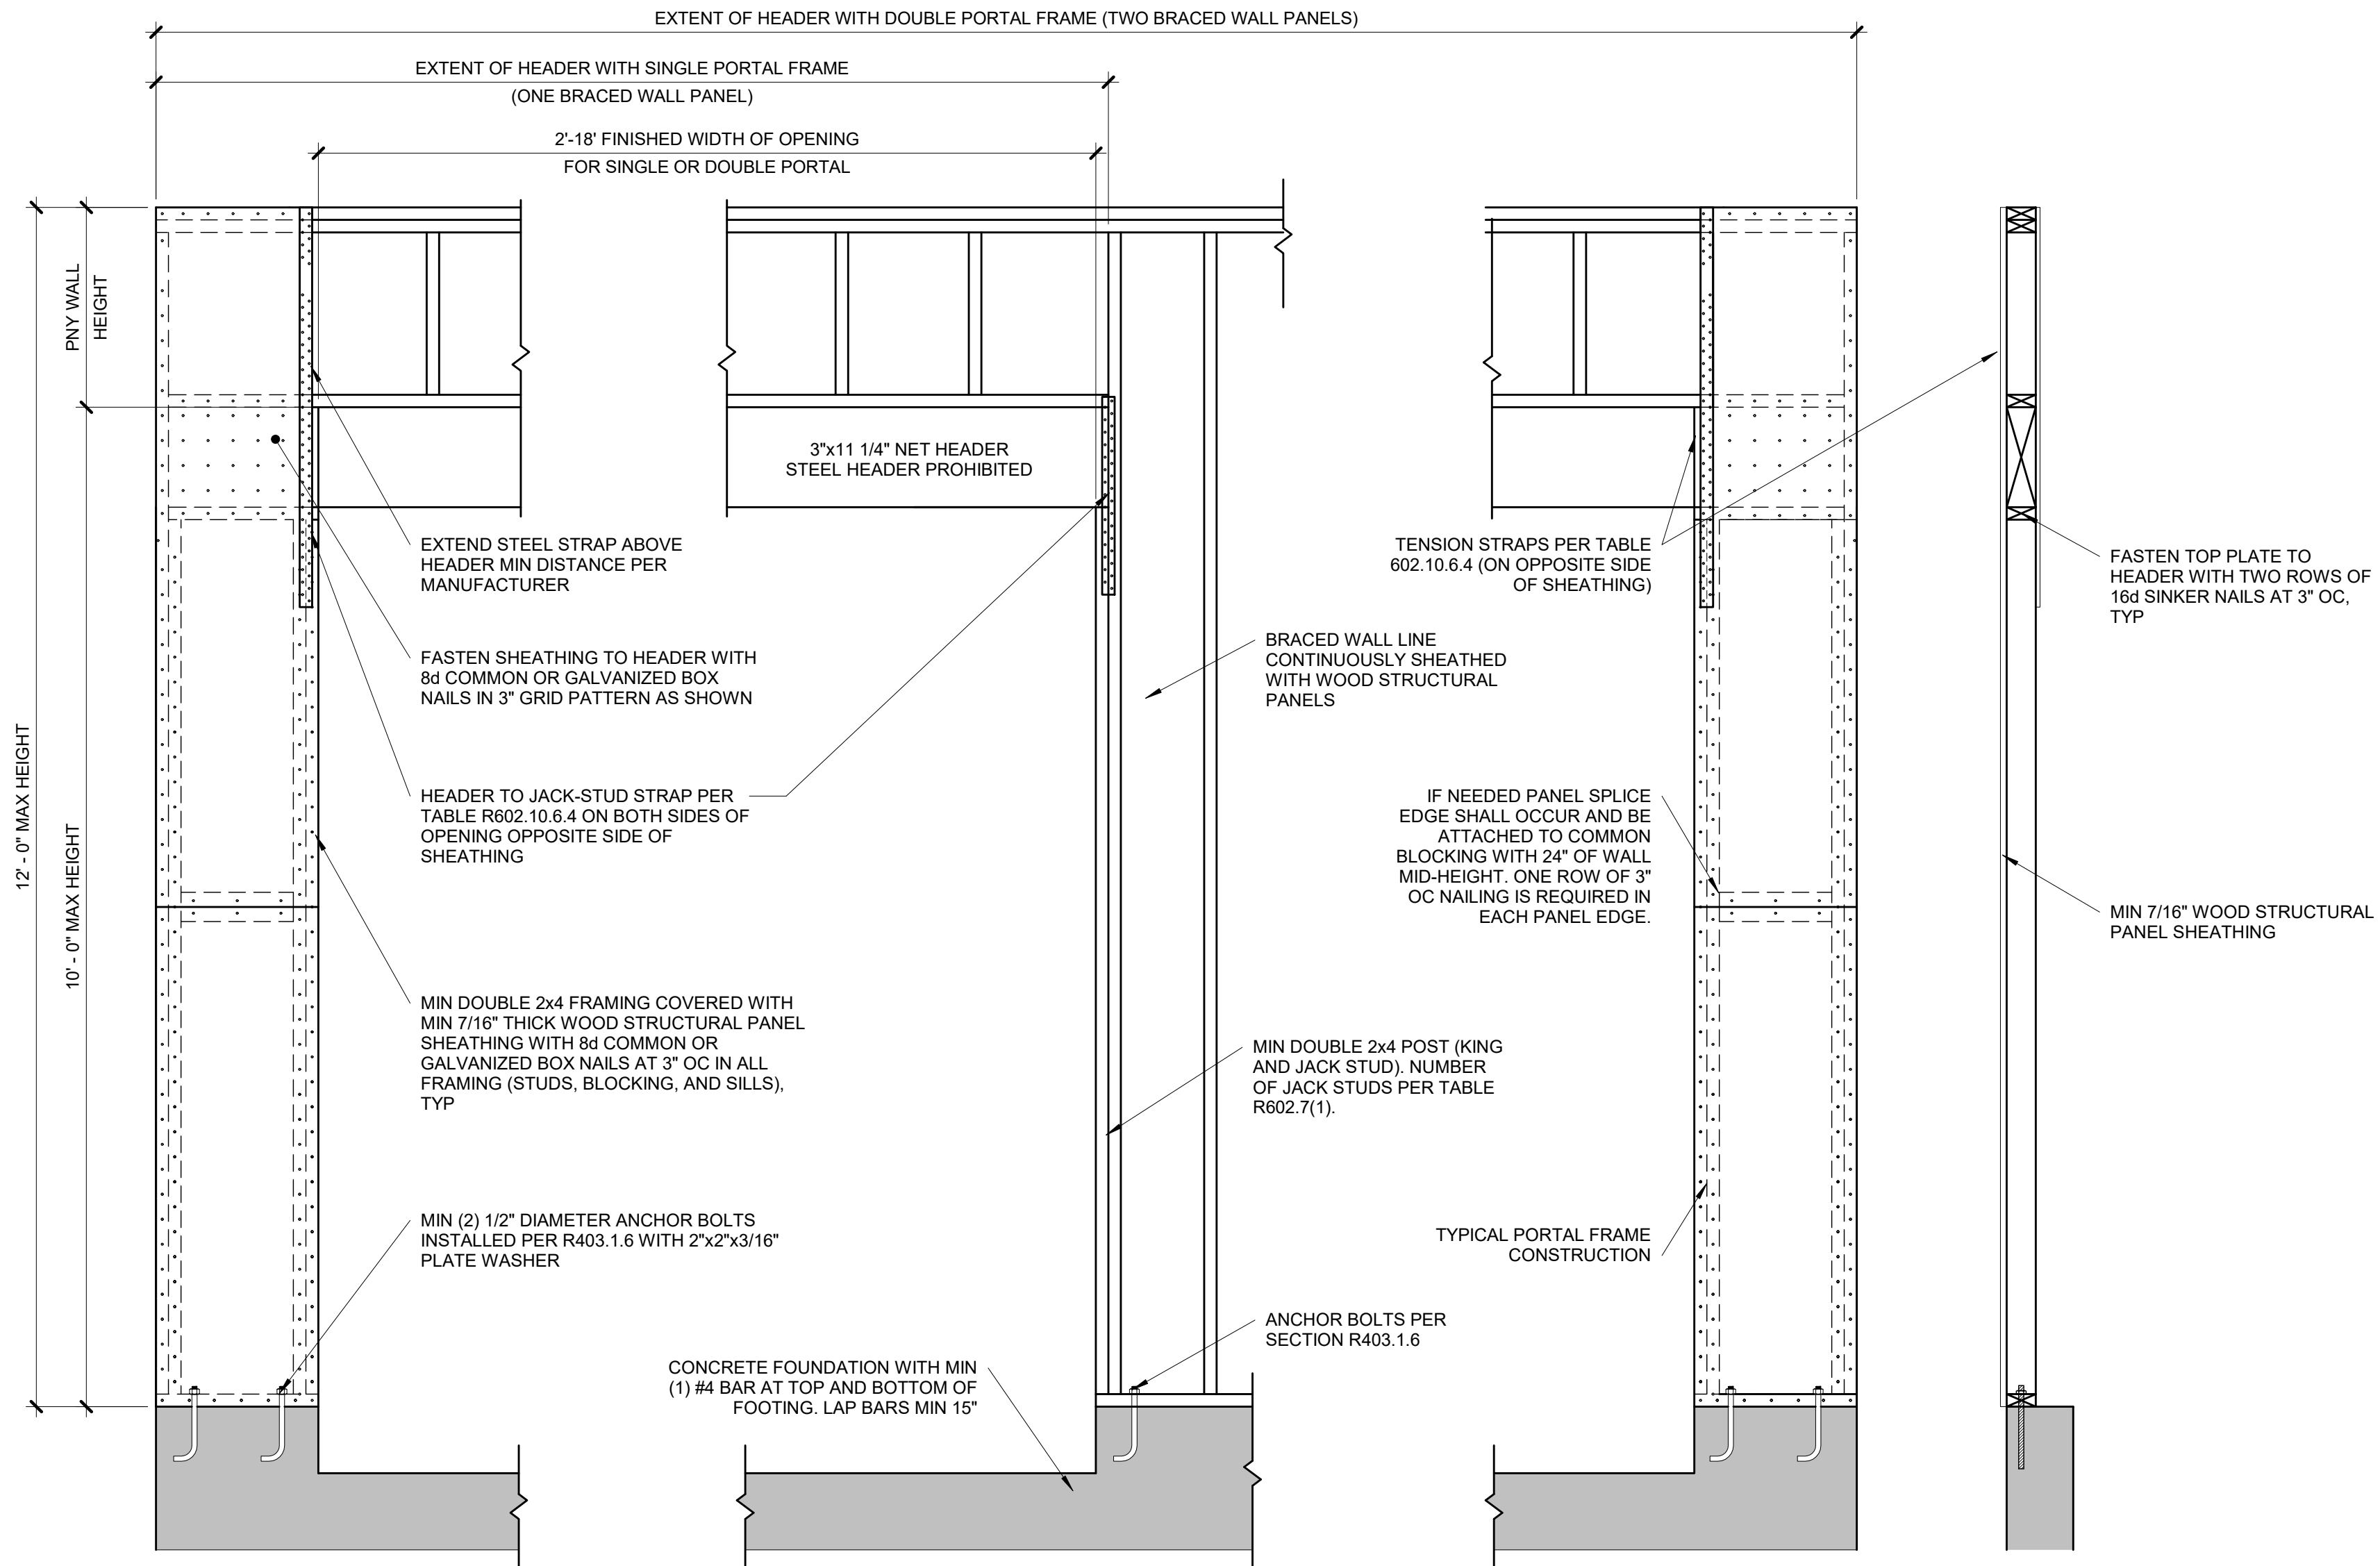 EXTENT OF HEADER WITH DOUBLE PORTAL FRAME (TWO BRACED WALL PANELS)
EXTENT OF HEADER WITH SINGLE PORTAL FRAME
(ONE BRACED WALL PANEL)
2'-18' FINISHED WIDTH OF OPENING
FOR SINGLE OR DOUBLE PORTAL
PNY WALL
HEIGHT
12' - 0" MAX HEIGHT
10' - 0" MAX HEIGHT
3"x11 1/4" NET HEADER
STEEL HEADER PROHIBITED
EXTEND STEEL STRAP ABOVE
HEADER MIN DISTANCE PER
MANUFACTURER
FASTEN SHEATHING TO HEADER WITH
8d COMMON OR GALVANIZED BOX
NAILS IN 3" GRID PATTERN AS SHOWN
HEADER TO JACK-STUD STRAP PER
TABLE R602.10.6.4 ON BOTH SIDES OF
OPENING OPPOSITE SIDE OF
SHEATHING
MIN DOUBLE 2x4 FRAMING COVERED WITH
MIN 7/16" THICK WOOD STRUCTURAL PANEL
SHEATHING WITH 8d COMMON OR
GALVANIZED BOX NAILS AT 3" OC IN ALL
FRAMING (STUDS, BLOCKING, AND SILLS),
TYP
MIN (2) 1/2" DIAMETER ANCHOR BOLTS
INSTALLED PER R403.1.6 WITH 2"x2"x3/16"
PLATE WASHER
CONCRETE FOUNDATION WITH MIN
(1) #4 BAR AT TOP AND BOTTOM OF
FOOTING. LAP BARS MIN 15"
BRACED WALL LINE
CONTINUOUSLY SHEATHED
WITH WOOD STRUCTURAL
PANELS
MIN DOUBLE 2x4 POST (KING
AND JACK STUD). NUMBER
OF JACK STUDS PER TABLE
R602.7(1).
ANCHOR BOLTS PER
SECTION R403.1.6
TENSION STRAPS PER TABLE
602.10.6.4 (ON OPPOSITE SIDE
OF SHEATHING)
IF NEEDED PANEL SPLICE
EDGE SHALL OCCUR AND BE
ATTACHED TO COMMON
BLOCKING WITH 24" OF WALL
MID-HEIGHT. ONE ROW OF 3"
OC NAILING IS REQUIRED IN
EACH PANEL EDGE.
TYPICAL PORTAL FRAME
CONSTRUCTION
FASTEN TOP PLATE TO
HEADER WITH TWO ROWS OF
16d SINKER NAILS AT 3" OC,
TYP
MIN 7/16" WOOD STRUCTURAL
PANEL SHEATHING